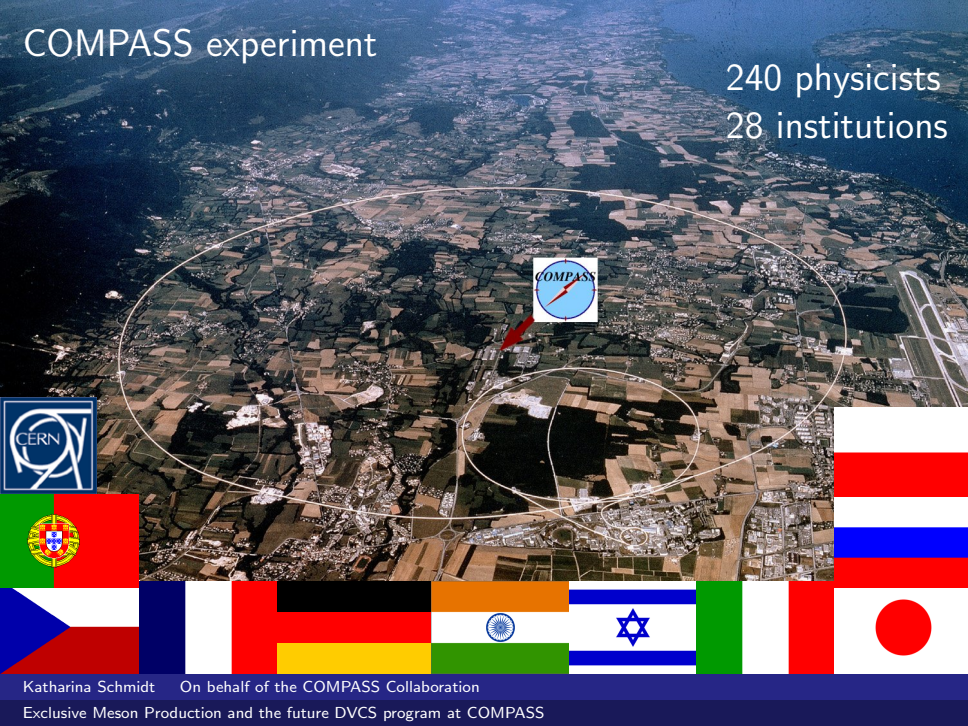 COMPASS experiment
240 physicists
28 institutions
COMPASS
CERN
Katharina Schmidt On behalf of the COMPASS Collaboration
Exclusive Meson Production and the future DVCS program at COMPASS